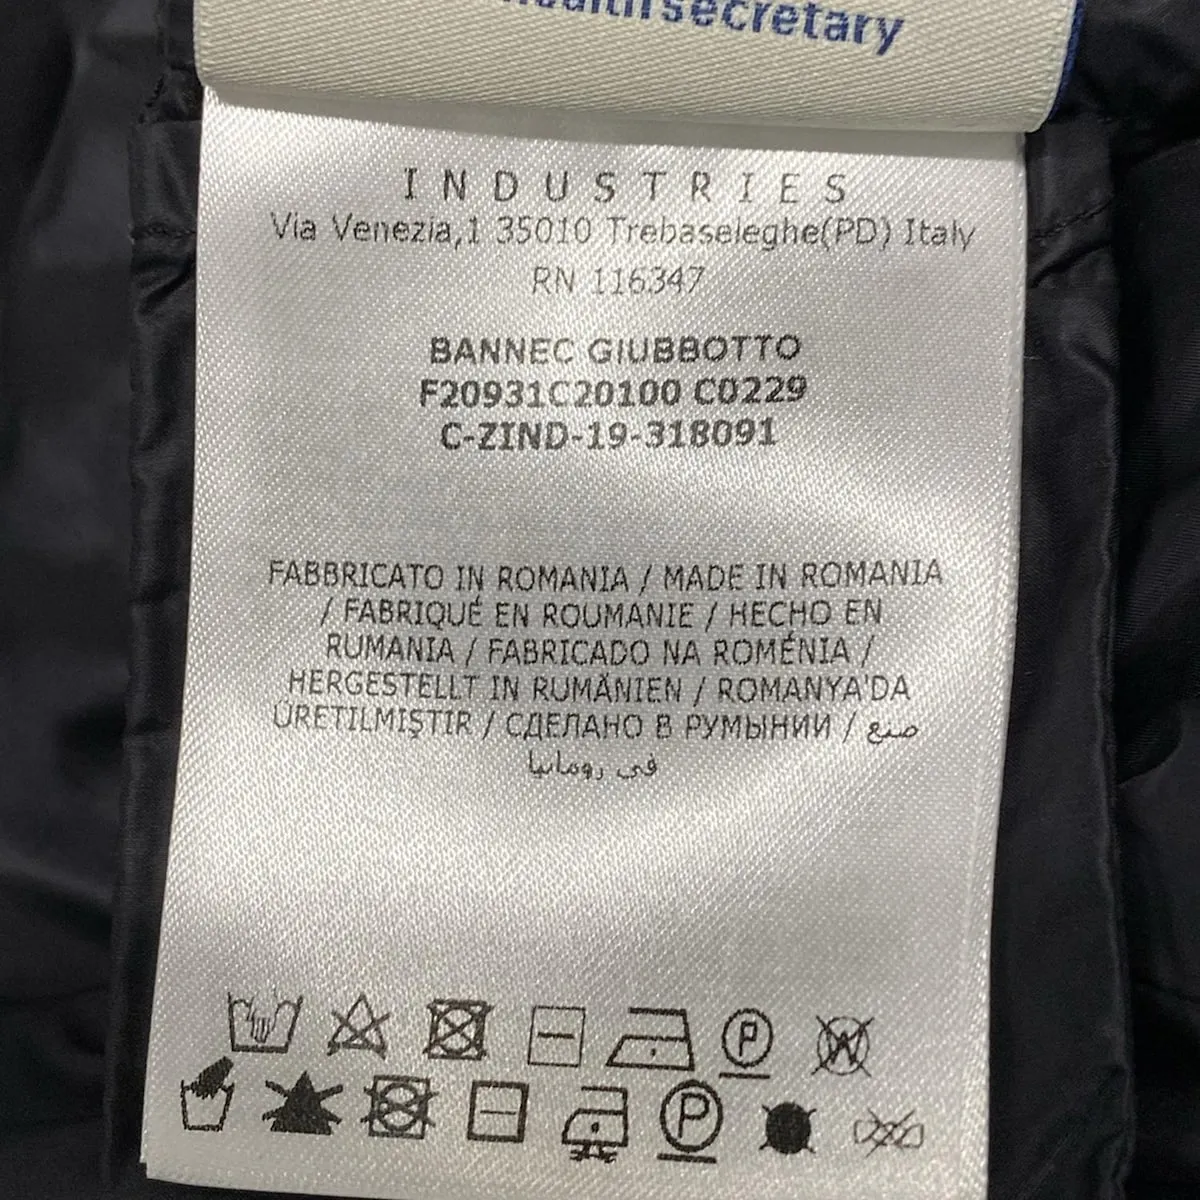 secretary
INDUSTRIES
Via Venezia,1 35010 Trebaseleghe(PD) Italy
RN 116347
BANNEC GIUBBOTTO
F20931C20100 C0229
C-ZIND-19-318091
FABBRICATO IN ROMANIA / MADE IN ROMANIA
/ FABRIQUÉ EN ROUMANIE / HECHO EN
RUMANIA / FABRICADO NA ROMÉNIA /
HERGESTELLT IN RUMÄNIEN / ROMANYA'DA
ÜRETILMIŞTIR / СДЕЛАНО В РУМЫНИИ / صنع
في رومانيا
P W
P